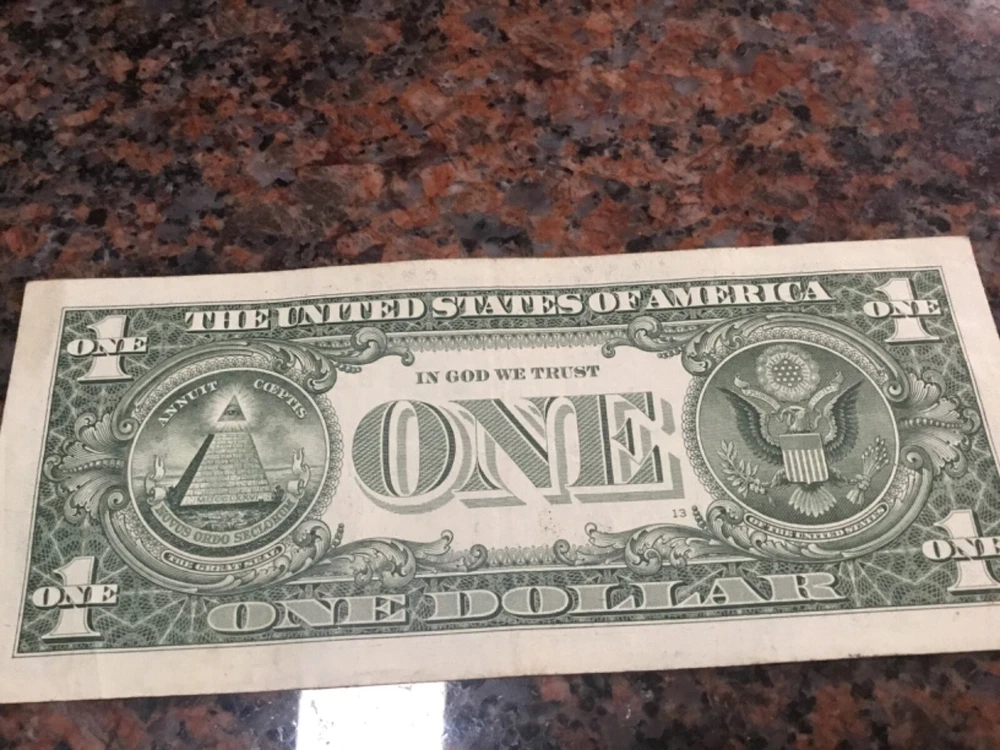 THE UNITED STATES OF AMERICA
1
ONE
1
ONE
IN GOD WE TRUST
ANNUIT CŒPTIS
ONE
MDCCLXXVI
NOVUS ORDO SECLORUM
THE GREAT SEAL
13
OF THE UNITED STATES
1
ONE
1
ONE
ONE DOLLAR